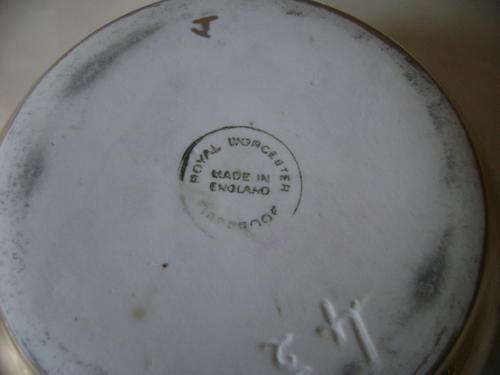 ROYAL WORCESTER
MADE IN
ENGLAND
FIREPROOF